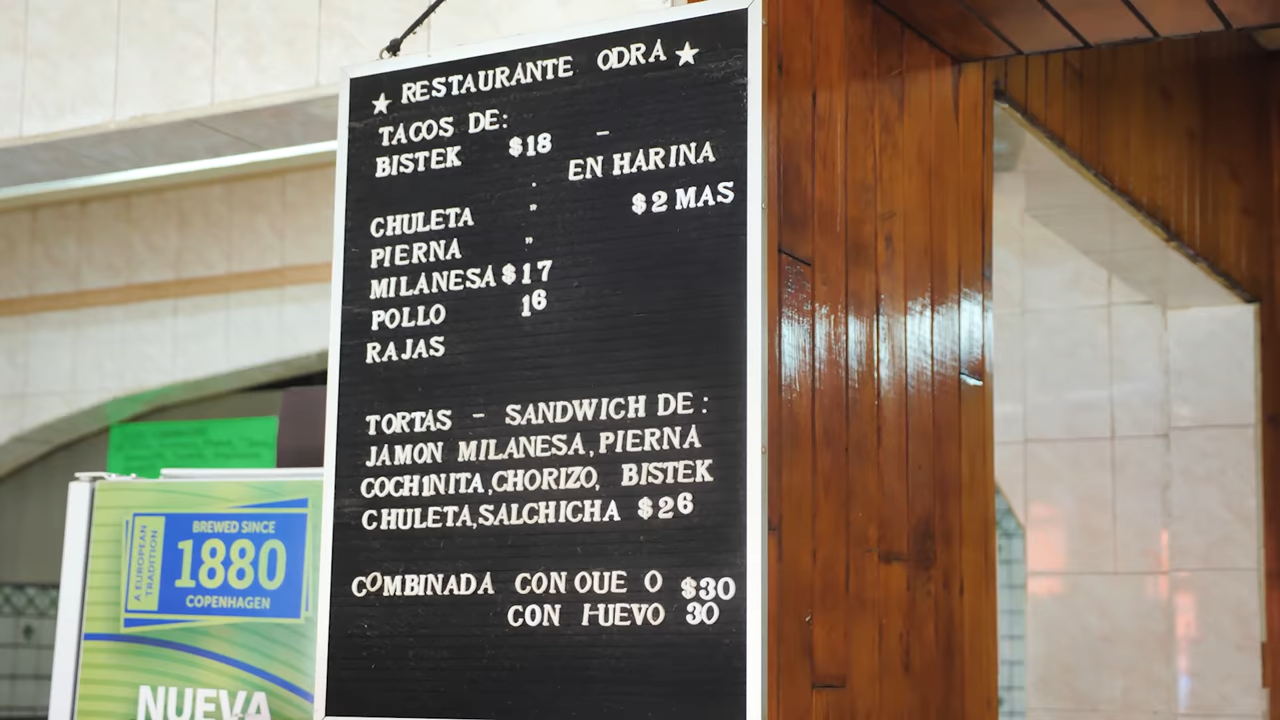 ★ RESTAURANTE ODRA ★
TACOS DE:
BISTEK $18 -
EN HARINA
CHULETA " $2 MAS
PIERNA "
MILANESA $17
POLLO 16
RAJAS
TORTAS - SANDWICH DE:
JAMON MILANESA, PIERNA
COCH1NITA, CHORIZO, BISTEK
CHULETA, SALCHICHA $26
COMBINADA CON OUE O $30
CON HUEVO 30
A EUROPEAN
TRADITION
BREWED SINCE
1880
COPENHAGEN
NUEVA